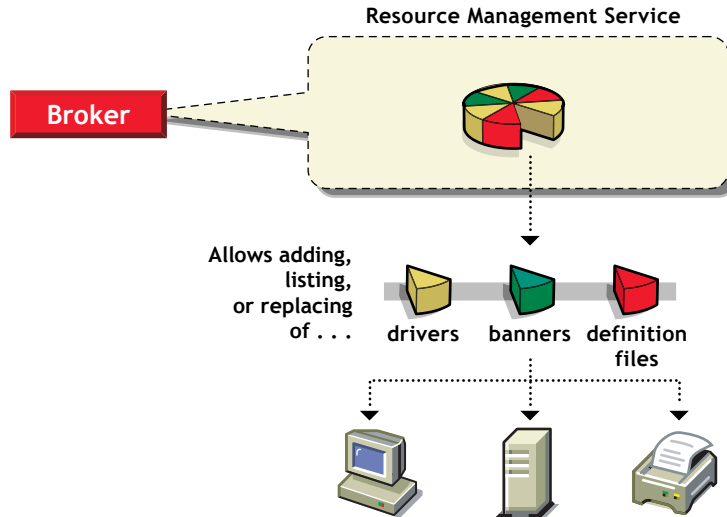 Resource Management Service
Broker
Allows adding,
listing,
or replacing
of . . .
drivers
banners
definition
files